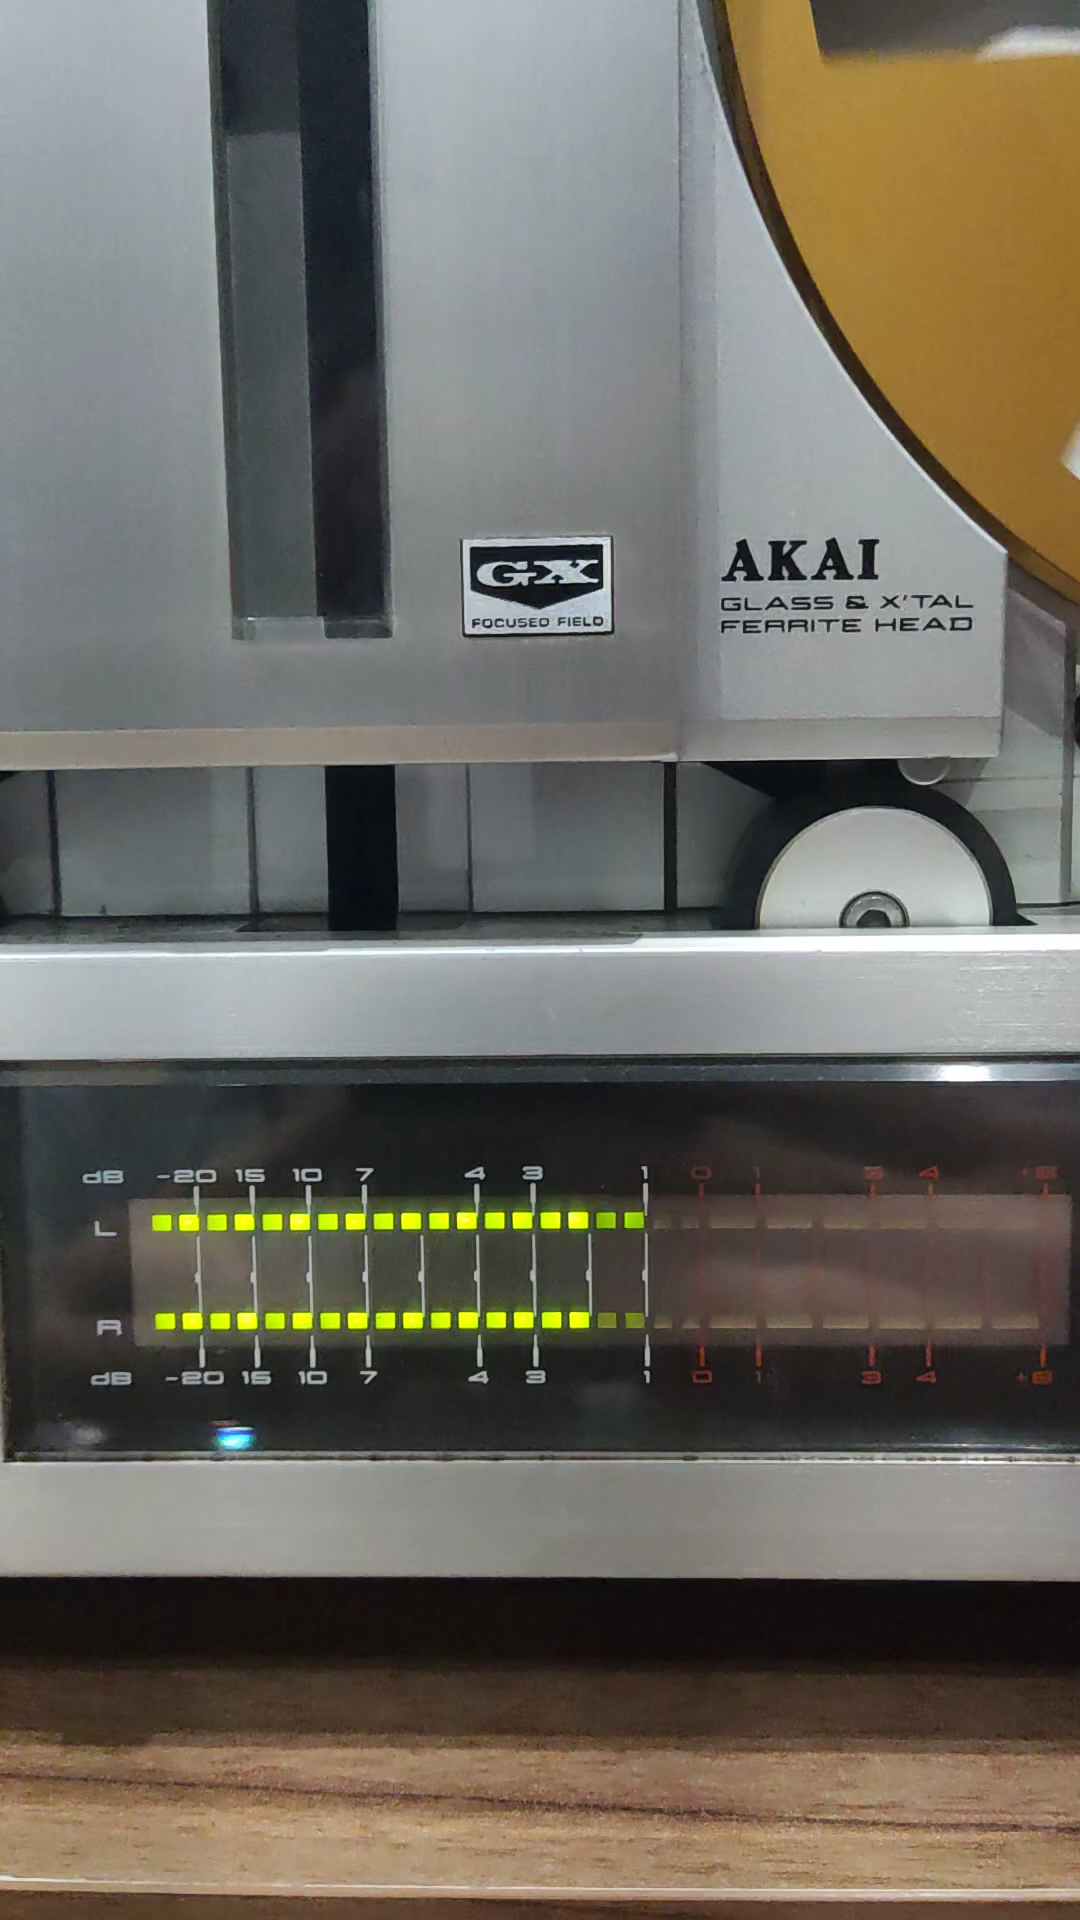 GX
FOCUSED FIELD
AKAI
GLASS & X'TAL
FERRITE HEAD
dB -20 15 10 7 4 3 1 0 1 3 4 +8
L
R
dB -20 15 10 7 4 3 1 0 1 3 4 +8